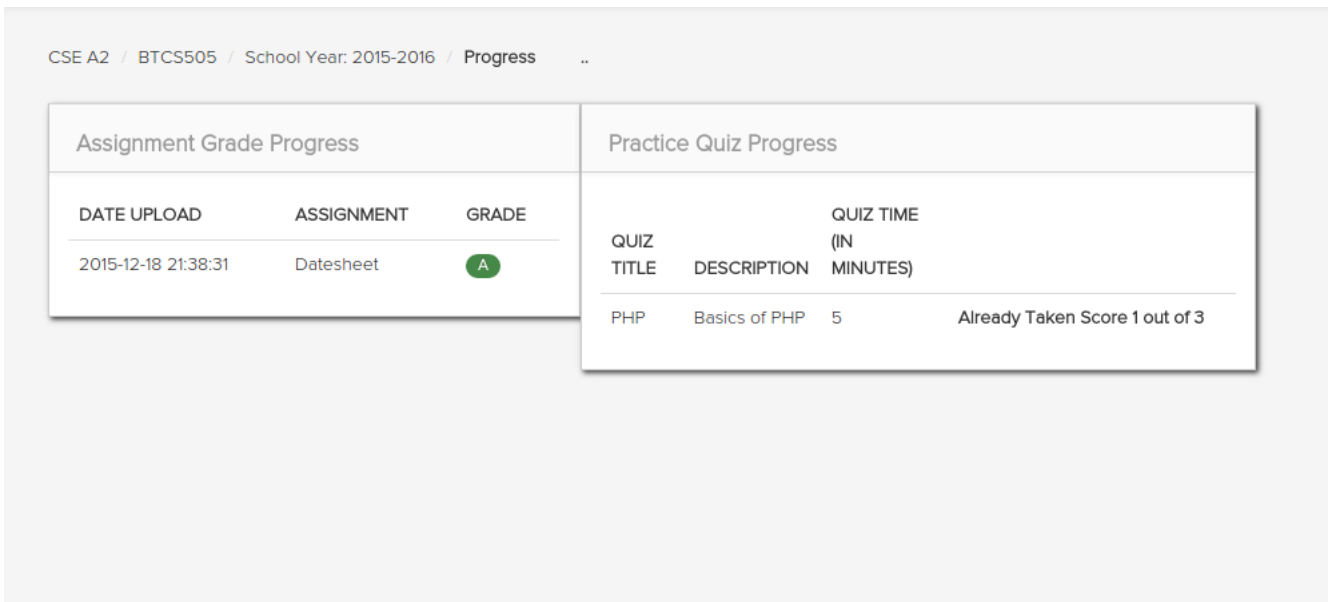 CSE A2 / BTCS505 / School Year: 2015-2016 / Progress ..
Assignment Grade Progress
DATE UPLOAD ASSIGNMENT GRADE
2015-12-18 21:38:31 Datesheet A
Practice Quiz Progress
QUIZ TIME
QUIZ (IN
TITLE DESCRIPTION MINUTES)
PHP Basics of PHP 5 Already Taken Score 1 out of 3